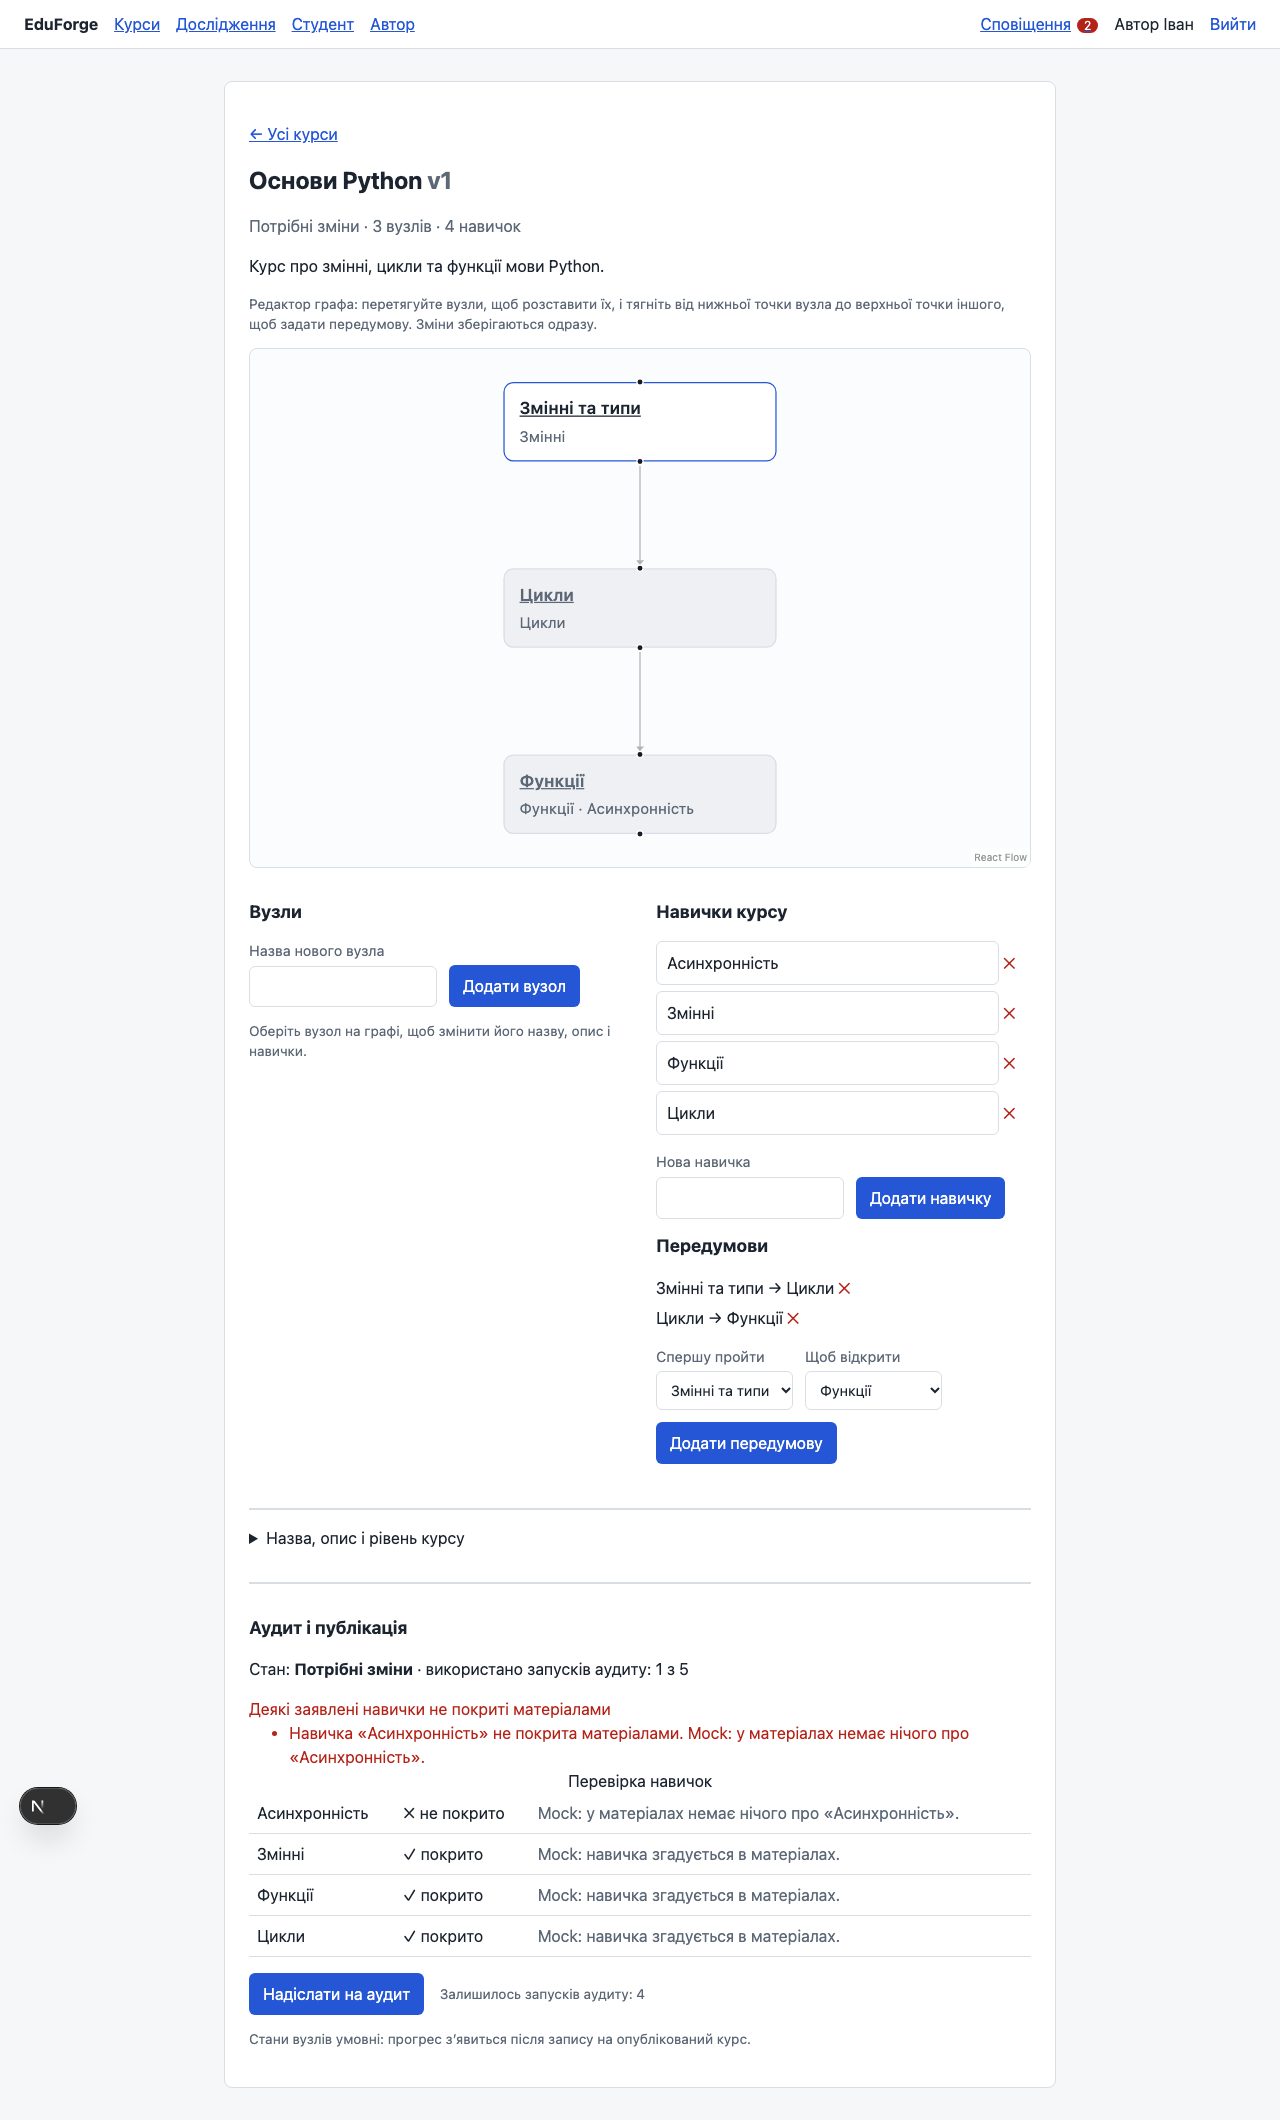 EduForge Курси Дослідження Студент Автор Сповіщення 2 Автор Іван Вийти
← Усі курси
Основи Python v1
Потрібні зміни · 3 вузлів · 4 навичок
Курс про змінні, цикли та функції мови Python.
Редактор графа: перетягуйте вузли, щоб розставити їх, і тягніть від нижньої точки вузла до верхньої точки іншого,
щоб задати передумову. Зміни зберігаються одразу.
Змінні та типи
Змінні
Цикли
Цикли
Функції
Функції · Асинхронність
React Flow
Вузли
Назва нового вузла
Додати вузол
Оберіть вузол на графі, щоб змінити його назву, опис і
навички.
Навички курсу
Асинхронність ✕
Змінні ✕
Функції ✕
Цикли ✕
Нова навичка
Додати навичку
Передумови
Змінні та типи → Цикли ✕
Цикли → Функції ✕
Спершу пройти Щоб відкрити
Змінні та типи Функції
Додати передумову
▶ Назва, опис і рівень курсу
Аудит і публікація
Стан: Потрібні зміни · використано запусків аудиту: 1 з 5
Деякі заявлені навички не покриті матеріалами
• Навичка «Асинхронність» не покрита матеріалами. Mock: у матеріалах немає нічого про
«Асинхронність».
Перевірка навичок
Асинхронність ✕ не покрито Mock: у матеріалах немає нічого про «Асинхронність».
Змінні ✓ покрито Mock: навичка згадується в матеріалах.
Функції ✓ покрито Mock: навичка згадується в матеріалах.
Цикли ✓ покрито Mock: навичка згадується в матеріалах.
Надіслати на аудит Залишилось запусків аудиту: 4
Стани вузлів умовні: прогрес зʼявиться після запису на опублікований курс.
N